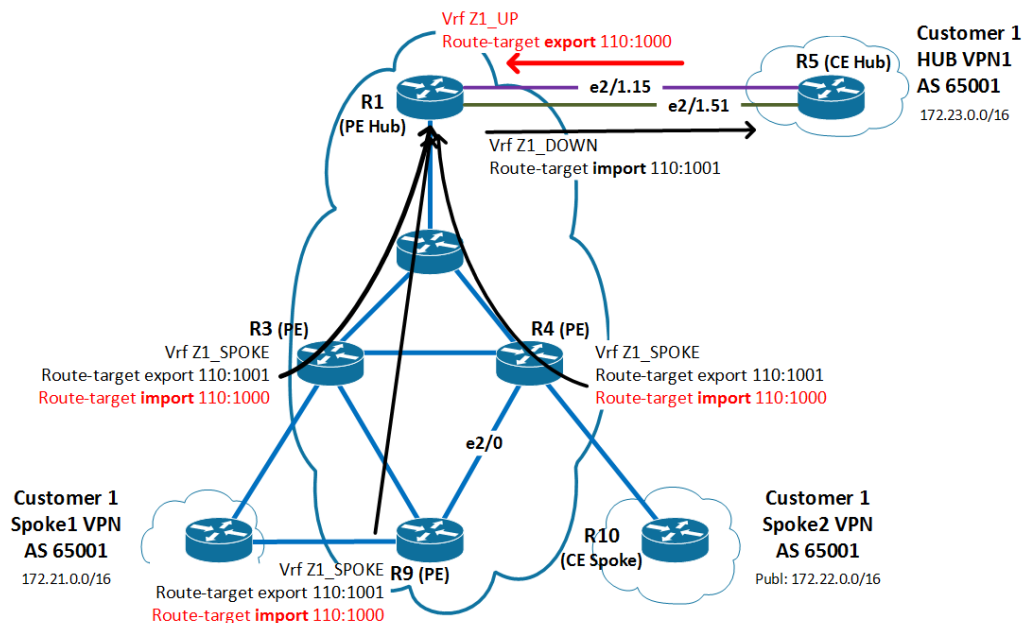 Vrf Z1_UP
Route-target export 110:1000
Customer 1
HUB VPN1
AS 65001
172.23.0.0/16
R5 (CE Hub)
R1
(PE Hub)
e2/1.15
e2/1.51
Vrf Z1_DOWN
Route-target import 110:1001
R3 (PE)
R4 (PE)
Vrf Z1_SPOKE
Route-target export 110:1001
Route-target import 110:1000
Vrf Z1_SPOKE
Route-target export 110:1001
Route-target import 110:1000
e2/0
Customer 1
Spoke1 VPN
AS 65001
172.21.0.0/16
R10
(CE Spoke)
Customer 1
Spoke2 VPN
AS 65001
Publ: 172.22.0.0/16
Vrf Z1_SPOKE
R9 (PE)
Route-target export 110:1001
Route-target import 110:1000